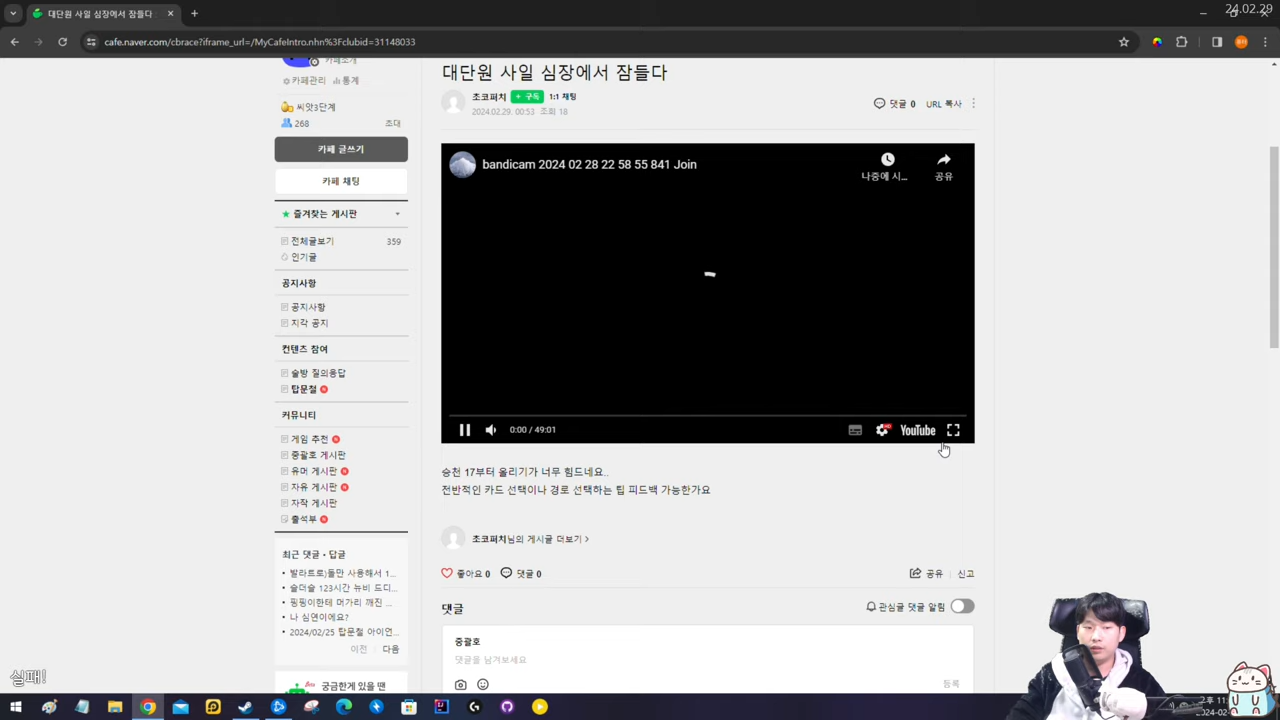 대단원 사일 심장에서 잠들다
24.02.29
cafe.naver.com/cbrace?iframe_url=/MyCafeIntro.nhn%3Fclubid=31148033
카페소개
카페관리
통계
씨앗3단계
268
초대
카페 글쓰기
카페 채팅
즐겨찾는 게시판
전체글보기
359
인기글
공지사항
공지사항
지각 공지
컨텐츠 참여
술방 질의응답
탑문철
커뮤니티
게임 추천
중괄호 게시판
유머 게시판
자유 게시판
자작 게시판
출석부
최근 댓글・답글
발라트로)둘만 사용해서 1...
슬더슬 123시간 뉴비 드디...
핑핑이한테 머가리 깨진 ...
나 심연이에요?
2024/02/25 탑문철 아이언...
이전
다음
궁금한게 있을 땐
대단원 사일 심장에서 잠들다
초코퍼치
+ 구독
1:1 채팅
2024.02.29. 00:53 조회 18
댓글 0
URL 복사
bandicam 2024 02 28 22 58 55 841 Join
나중에 시...
공유
0:00 / 49:01
HD
YouTube
승천 17부터 올리기가 너무 힘드네요..
전반적인 카드 선택이나 경로 선택하는 팁 피드백 가능한가요
초코퍼치님의 게시글 더보기 >
좋아요 0
댓글 0
공유
신고
댓글
관심글 댓글 알림
중괄호
댓글을 남겨보세요
등록
실패!